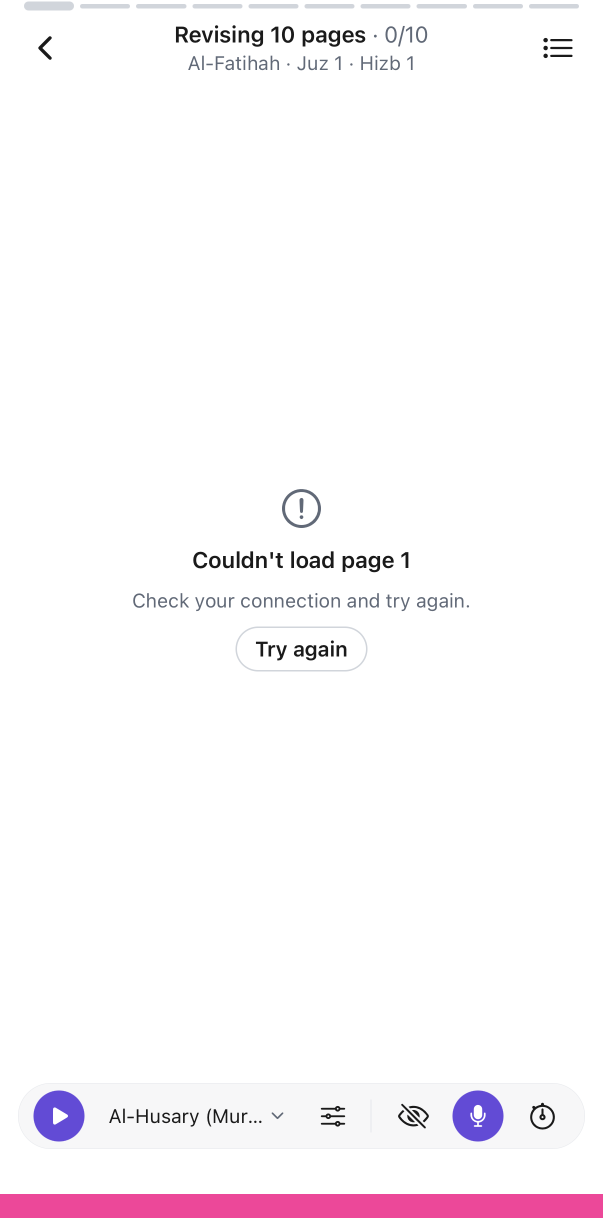 Revising 10 pages · 0/10
Al-Fatihah · Juz 1 · Hizb 1
Couldn't load page 1
Check your connection and try again.
Try again
Al-Husary (Mur...